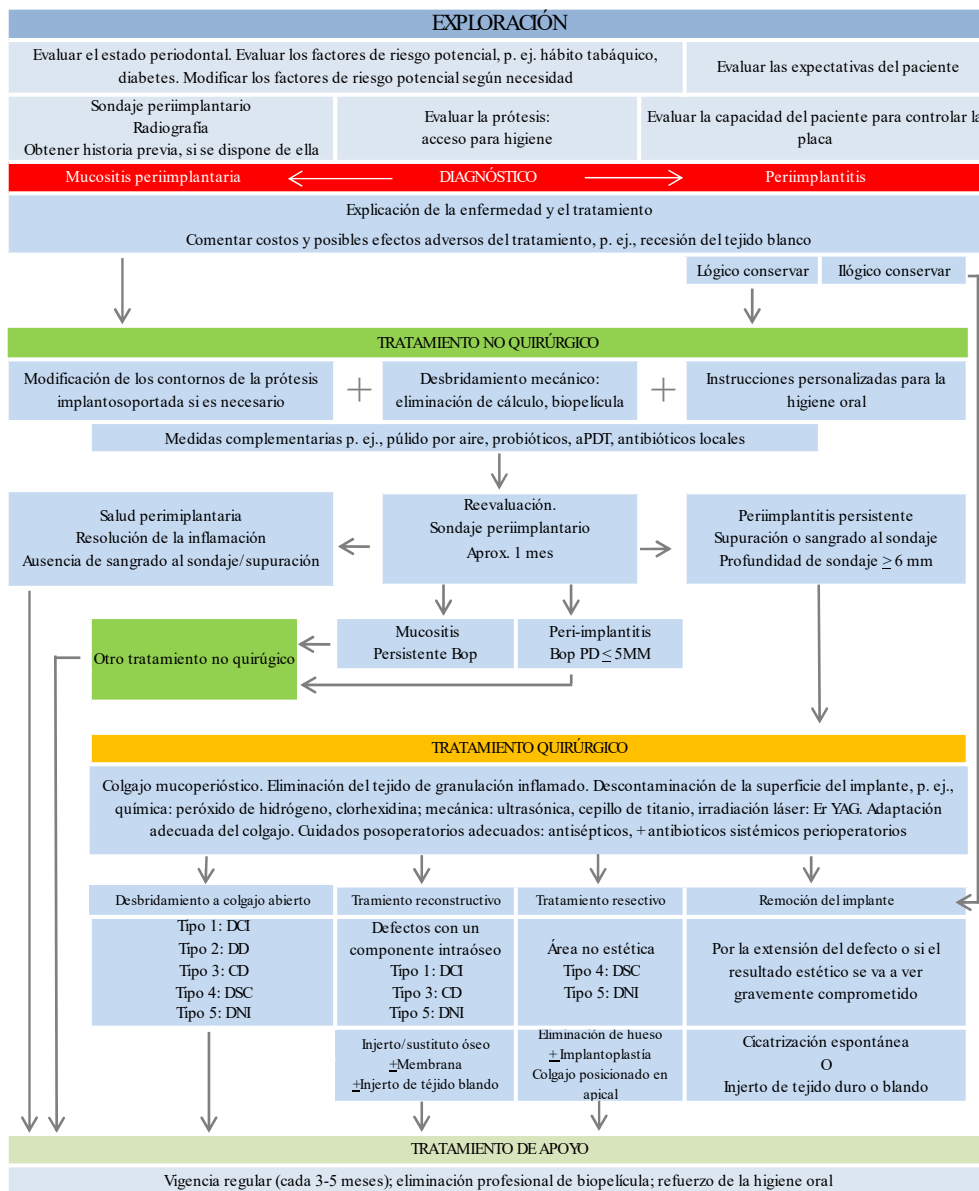 EXPLORACIÓN
Evaluar el estado periodontal. Evaluar los factores de riesgo potencial, p. ej. hábito tabáquico,
diabetes. Modificar los factores de riesgo potencial según necesidad
Evaluar las expectativas del paciente
Sondaje periimplantario
Radiografía
Obtener historia previa, si se dispone de ella
Evaluar la prótesis:
acceso para higiene
Evaluar la capacidad del paciente para controlar la
placa
Mucositis periimplantaria
DIAGNÓSTICO
Periimplantitis
Explicación de la enfermedad y el tratamiento
Comentar costos y posibles efectos adversos del tratamiento, p. ej., recesión del tejido blanco
Lógico conservar
Ilógico conservar
TRATAMIENTO NO QUIRÚRGICO
Modificación de los contornos de la prótesis
implantosoportada si es necesario
+
Desbridamiento mecánico:
eliminación de cálculo, biopelícula
+
Instrucciones personalizadas para la
higiene oral
Medidas complementarias p. ej., púlido por aire, probióticos, aPDT, antibióticos locales
Salud perimiplantaria
Resolución de la inflamación
Ausencia de sangrado al sondaje/supuración
Reevaluación.
Sondaje periimplantario
Aprox. 1 mes
Periimplantitis persistente
Supuración o sangrado al sondaje
Profundidad de sondaje ≥ 6 mm
Otro tratamiento no quirúgico
Mucositis
Persistente Bop
Peri-implantitis
Bop PD ≤ 5MM
TRATAMIENTO QUIRÚRGICO
Colgajo mucoperióstico. Eliminación del tejido de granulación inflamado. Descontaminación de la superficie del implante, p. ej.,
química: peróxido de hidrógeno, clorhexidina; mecánica: ultrasónica, cepillo de titanio, irradiación láser: Er YAG. Adaptación
adecuada del colgajo. Cuidados posoperatorios adecuados: antisépticos, + antibioticos sistémicos perioperatorios
Desbridamiento a colgajo abierto
Tramiento reconstructivo
Tratamiento resectivo
Remoción del implante
Tipo 1: DCI
Tipo 2: DD
Tipo 3: CD
Tipo 4: DSC
Tipo 5: DNI
Defectos con un
componente intraóseo
Tipo 1: DCI
Tipo 3: CD
Tipo 5: DNI
Área no estética
Tipo 4: DSC
Tipo 5: DNI
Por la extensión del defecto o si el
resultado estético se va a ver
gravemente comprometido
Injerto/sustituto óseo
±Membrana
±Injerto de téjido blando
Eliminación de hueso
±Implantoplastía
Colgajo posicionado en
apical
Cicatrización espontánea
O
Injerto de tejido duro o blando
TRATAMIENTO DE APOYO
Vigencia regular (cada 3-5 meses); eliminación profesional de biopelícula; refuerzo de la higiene oral